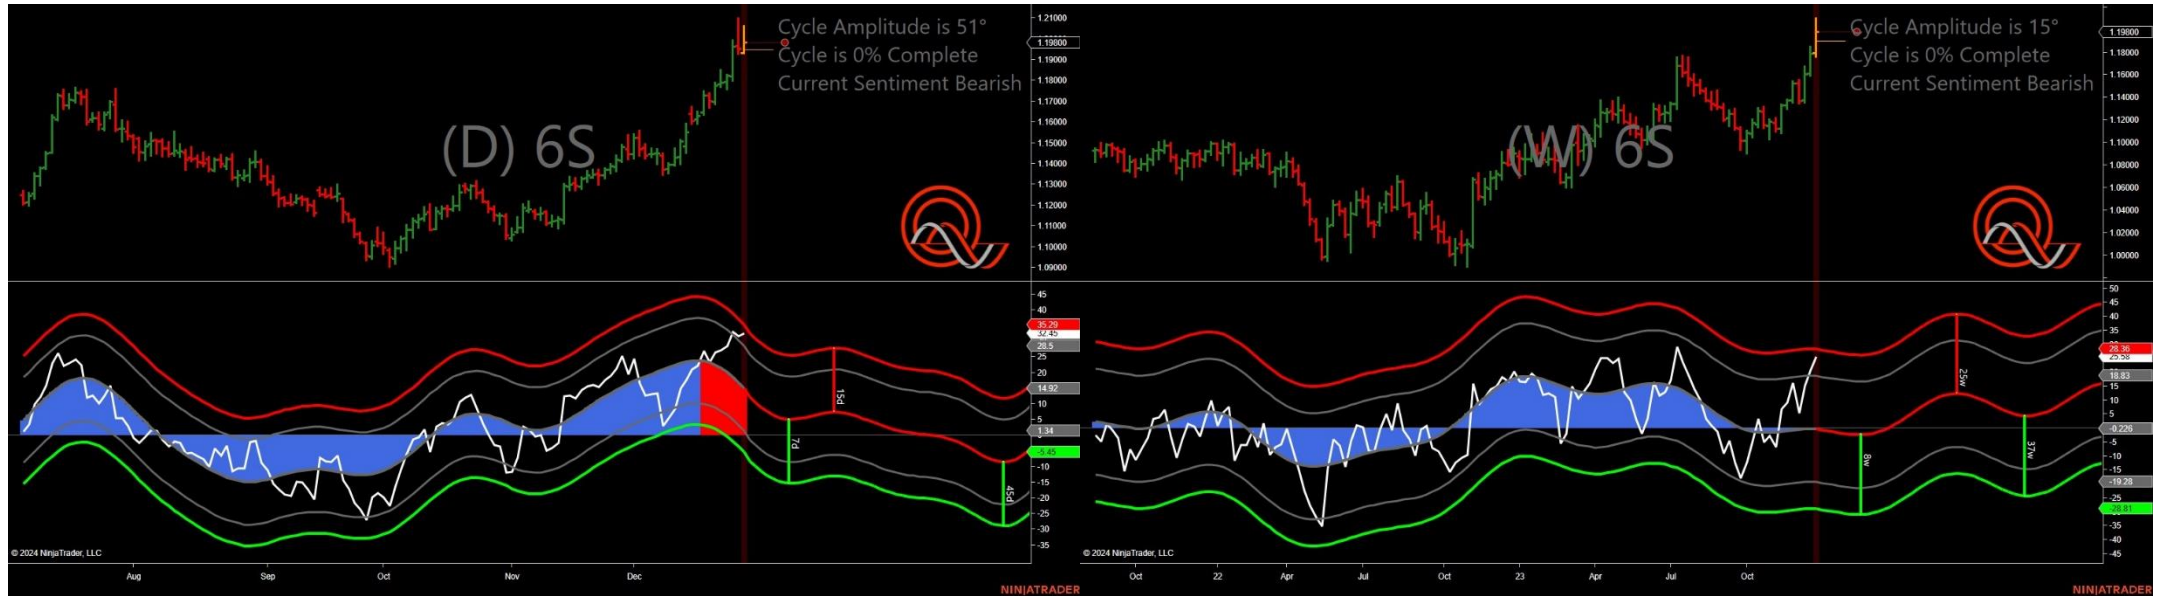 Cycle Amplitude is 51°
Cycle is 0% Complete
Current Sentiment Bearish
(D) 6S
1.21000
1.19800
1.19000
1.18000
1.17000
1.16000
1.15000
1.14000
1.13000
1.12000
1.11000
1.10000
1.09000
45
40
35.29
32.45
28.5
25
20
14.92
10
5
1.34
-5.45
-10
-15
-20
-25
-30
-35
15d
7d
45d
© 2024 NinjaTrader, LLC
Aug
Sep
Oct
Nov
Dec
NINJATRADER
Cycle Amplitude is 15°
Cycle is 0% Complete
Current Sentiment Bearish
(W) 6S
1.19800
1.18000
1.16000
1.14000
1.12000
1.10000
1.08000
1.06000
1.04000
1.02000
1.00000
50
45
40
35
28.36
25.58
18.83
15
10
5
-0.226
-5
-10
-15
-19.28
-25
-28.81
-35
-40
-45
25w
8w
37w
© 2024 NinjaTrader, LLC
Oct
22
Apr
Jul
Oct
23
Apr
Jul
Oct
NINJATRADER